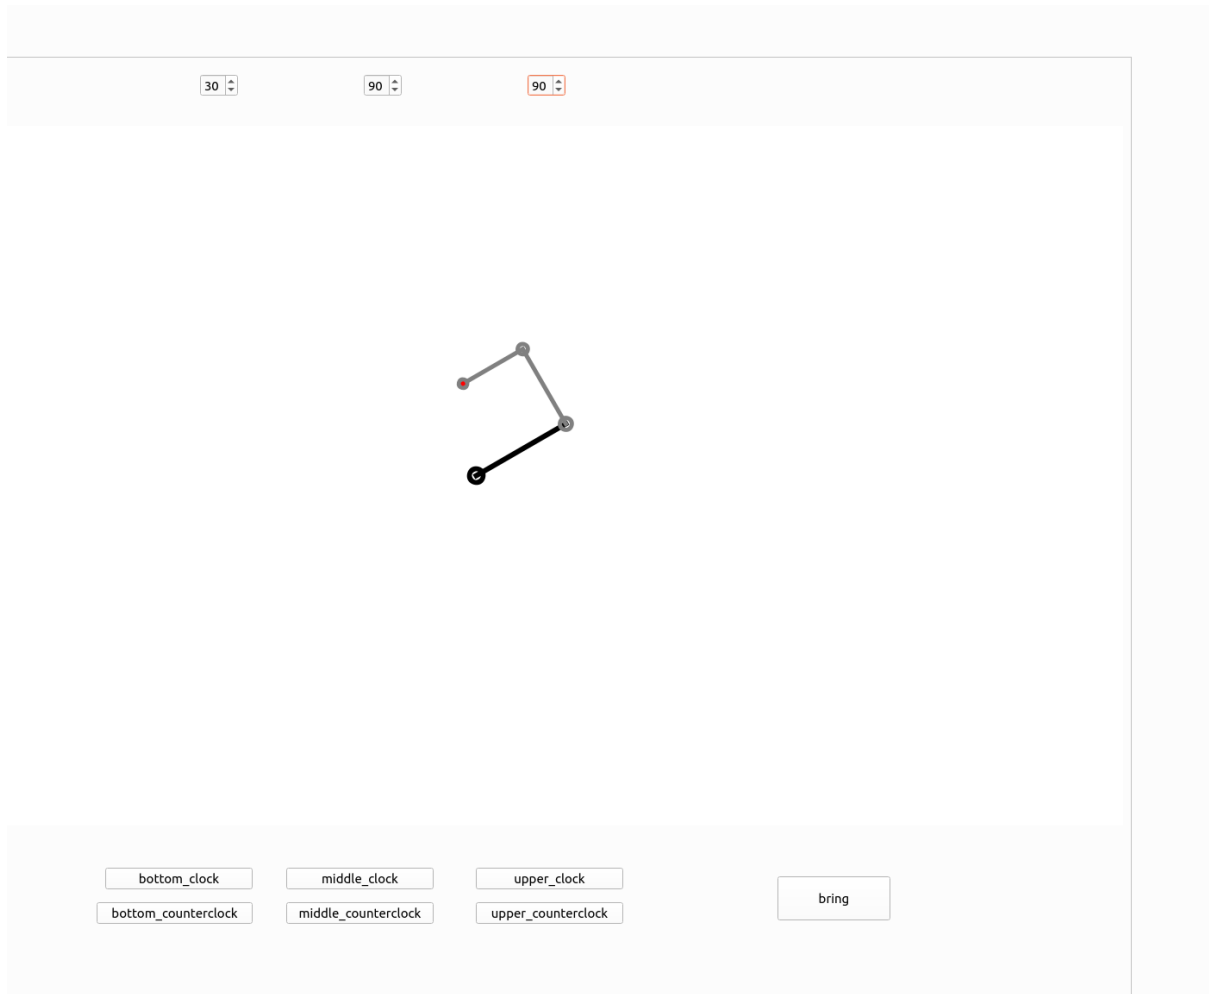 30 90 90
bottom_clock middle_clock upper_clock
bring
bottom_counterclock middle_counterclock upper_counterclock